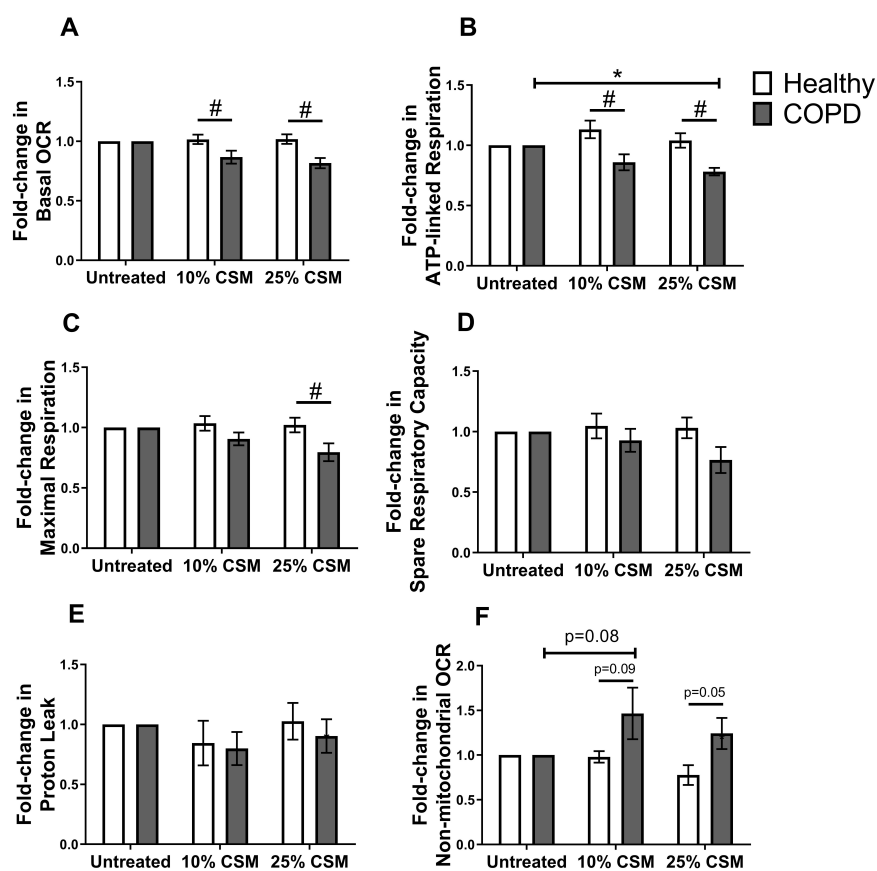 A
Fold-change in
Basal OCR
1.5
1.0
0.5
0.0
#
#
Untreated 10% CSM 25% CSM
B
Fold-change in
ATP-linked Respiration
1.5
1.0
0.5
0.0
*
#
#
Untreated 10% CSM 25% CSM
Healthy
COPD
C
Fold-change in
Maximal Respiration
1.5
1.0
0.5
0.0
#
Untreated 10% CSM 25% CSM
D
Fold-change in
Spare Respiratory Capacity
1.5
1.0
0.5
0.0
Untreated 10% CSM 25% CSM
E
Fold-change in
Proton Leak
1.5
1.0
0.5
0.0
Untreated 10% CSM 25% CSM
F
Fold-change in
Non-mitochondrial OCR
2.0
1.5
1.0
0.5
0.0
p=0.08
p=0.09
p=0.05
Untreated 10% CSM 25% CSM